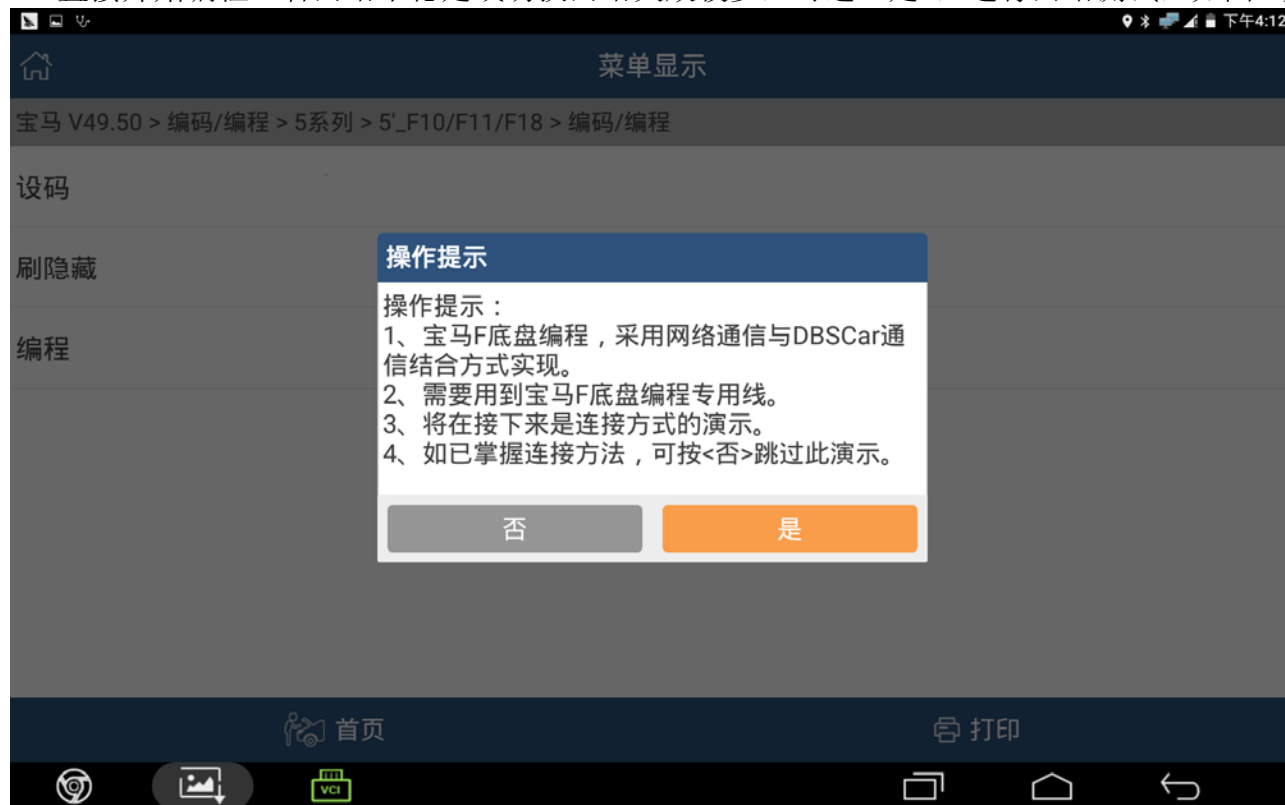 下午4:12
菜单显示
宝马 V49.50 > 编码/编程 > 5系列 > 5'_F10/F11/F18 > 编码/编程
设码
刷隐藏
编程
操作提示
操作提示：
1、宝马F底盘编程，采用网络通信与DBSCar通
信结合方式实现。
2、需要用到宝马F底盘编程专用线。
3、将在接下来是连接方式的演示。
4、如已掌握连接方法，可按<否>跳过此演示。
否
是
首页
打印
VCI